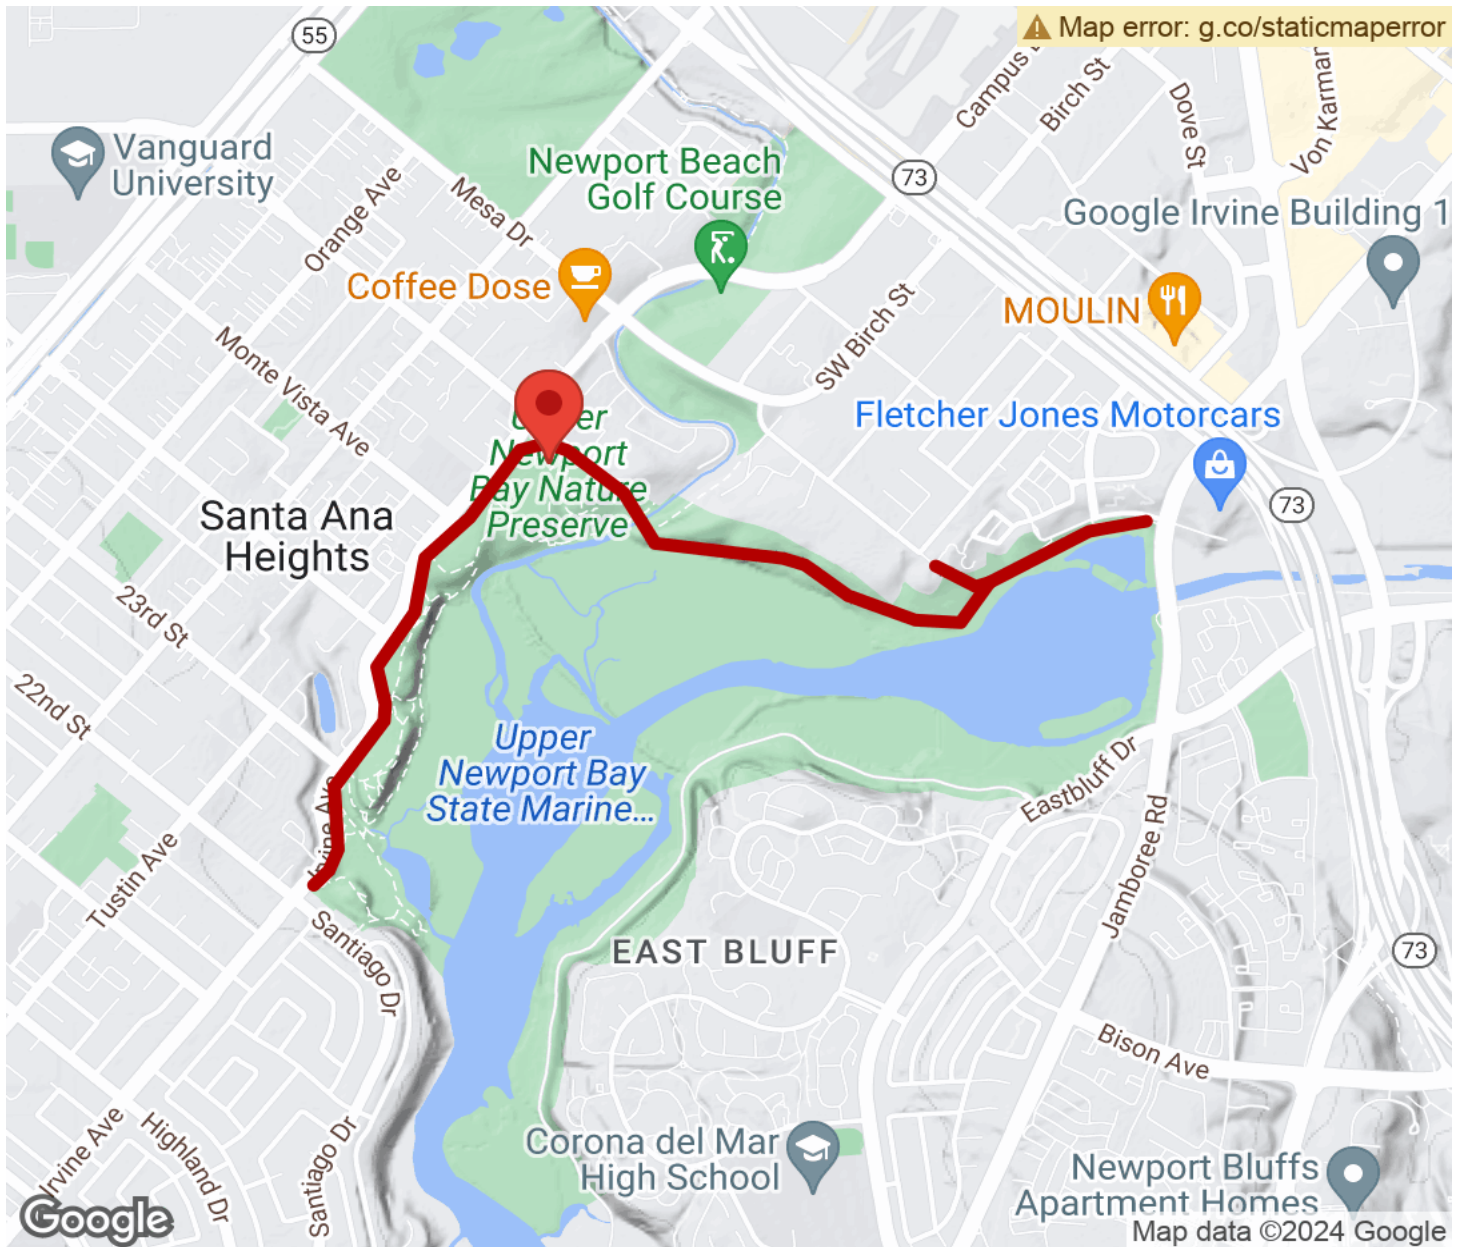 55
Map error: g.co/staticmaperror
Campus
Birch St
Dove St
Von Karman
Vanguard
University
Orange Ave
Mesa Dr
Newport Beach
Golf Course
73
Google Irvine Building 1
Coffee Dose
MOULIN
SW Birch St
Monte Vista Ave
Upper
Newport
Bay Nature
Preserve
Fletcher Jones Motorcars
73
Santa Ana
Heights
23rd St
22nd St
Upper
Newport Bay
State Marine...
Eastbluff Dr
Irvine Ave
Tustin Ave
Jamboree Rd
Santiago Dr
EAST BLUFF
73
Bison Ave
Irvine Ave
Highland Dr
Santiago Dr
Corona del Mar
High School
Newport Bluffs
Apartment Homes
Google
Map data ©2024 Google